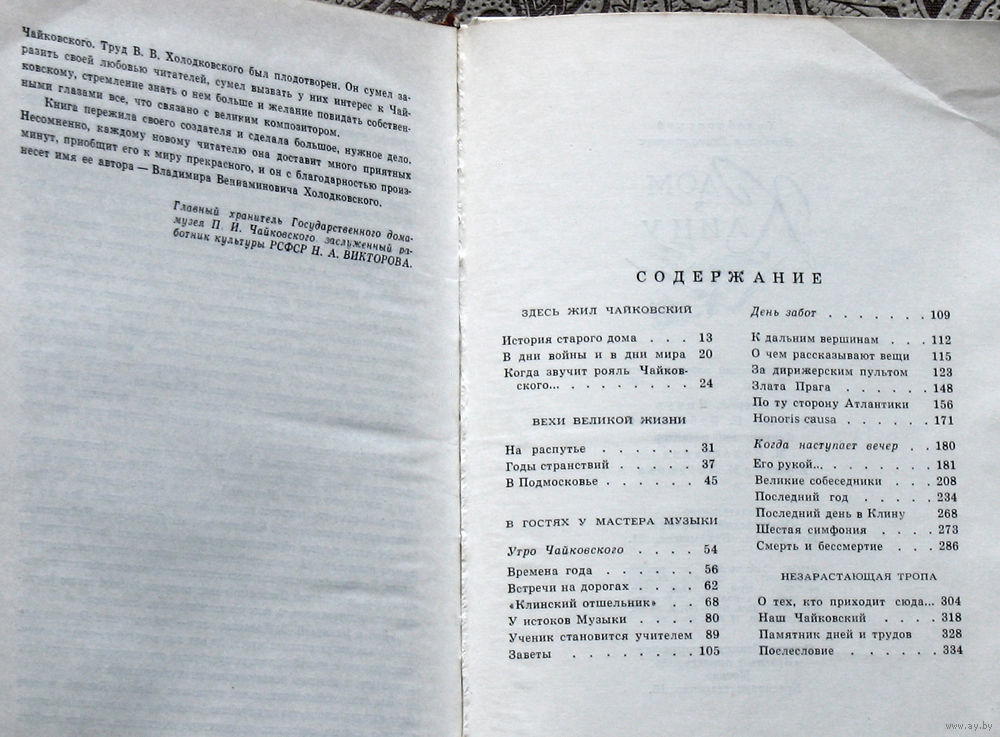 Чайковского. Труд В. В. Холодковского был плодотворен. Он сумел за-
разить своей любовью читателей, сумел вызвать у них интерес к Чай-
ковскому, стремление знать о нем больше и желание повидать собствен-
ными глазами все, что связано с великим композитором.
Книга пережила своего создателя и сделала большое, нужное дело.
Несомненно, каждому новому читателю она доставит много приятных
минут, приобщит его к миру прекрасного, и он с благодарностью произ-
несет имя ее автора — Владимира Вениаминовича Холодковского.
Главный хранитель Государственного дома-
музея П. И. Чайковского, заслуженный ра-
ботник культуры РСФСР Н. А. ВИКТОРОВА.
СОДЕРЖАНИЕ
ЗДЕСЬ ЖИЛ ЧАЙКОВСКИЙ
История старого дома . . . 13
В дни войны и в дни мира 20
Когда звучит рояль Чайков-
ского... . . . . . . . . 24
ВЕХИ ВЕЛИКОЙ ЖИЗНИ
На распутье . . . . . . 31
Годы странствий . . . . . 37
В Подмосковье . . . . . . 45
В ГОСТЯХ У МАСТЕРА МУЗЫКИ
Утро Чайковского . . . . 54
Времена года . . . . . . 56
Встречи на дорогах . . . . 62
«Клинский отшельник» . . 68
У истоков Музыки . . . . 80
Ученик становится учителем 89
Заветы . . . . . . . . 105
День забот . . . . . . . 109
К дальним вершинам . . . 112
О чем рассказывают вещи 115
За дирижерским пультом 123
Злата Прага . . . . . . 148
По ту сторону Атлантики 156
Honoris causa . . . . . . 171
Когда наступает вечер . . 180
Его рукой... . . . . . . . 181
Великие собеседники . . . 208
Последний год . . . . . 234
Последний день в Клину 268
Шестая симфония . . . . 273
Смерть и бессмертие . . . 286
НЕЗАРАСТАЮЩАЯ ТРОПА
О тех, кто приходит сюда... 304
Наш Чайковский . . . . 318
Памятник дней и трудов 328
Послесловие . . . . . . 334
www.ay.by